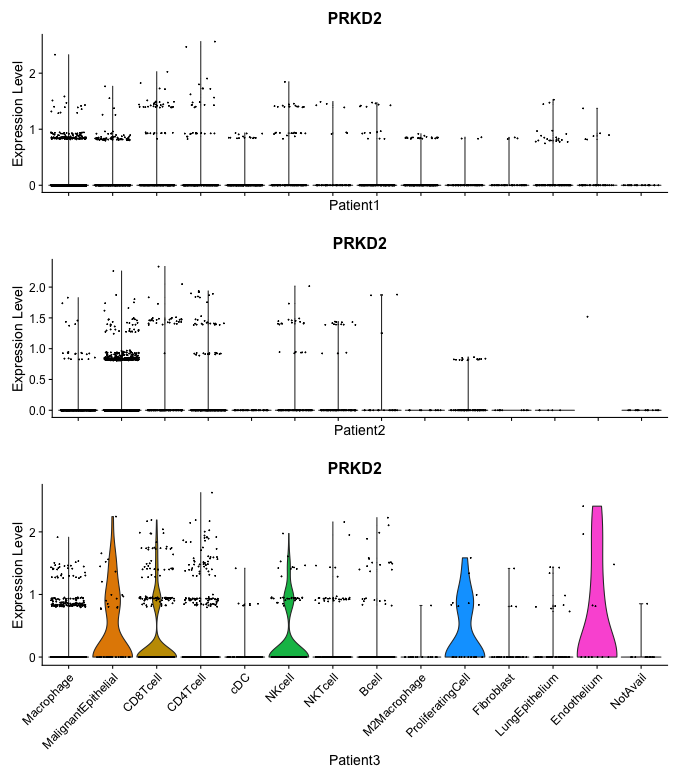 PRKD2
Expression Level
2
1
0
Patient1
PRKD2
Expression Level
2.0
1.5
1.0
0.5
0.0
Patient2
PRKD2
Expression Level
2
1
0
Macrophage
MalignantEpithelial
CD8Tcell
CD4Tcell
cDC
NKcell
NKTcell
Bcell
M2Macrophage
ProliferatingCell
Fibroblast
LungEpithelium
Endothelium
NotAvail
Patient3